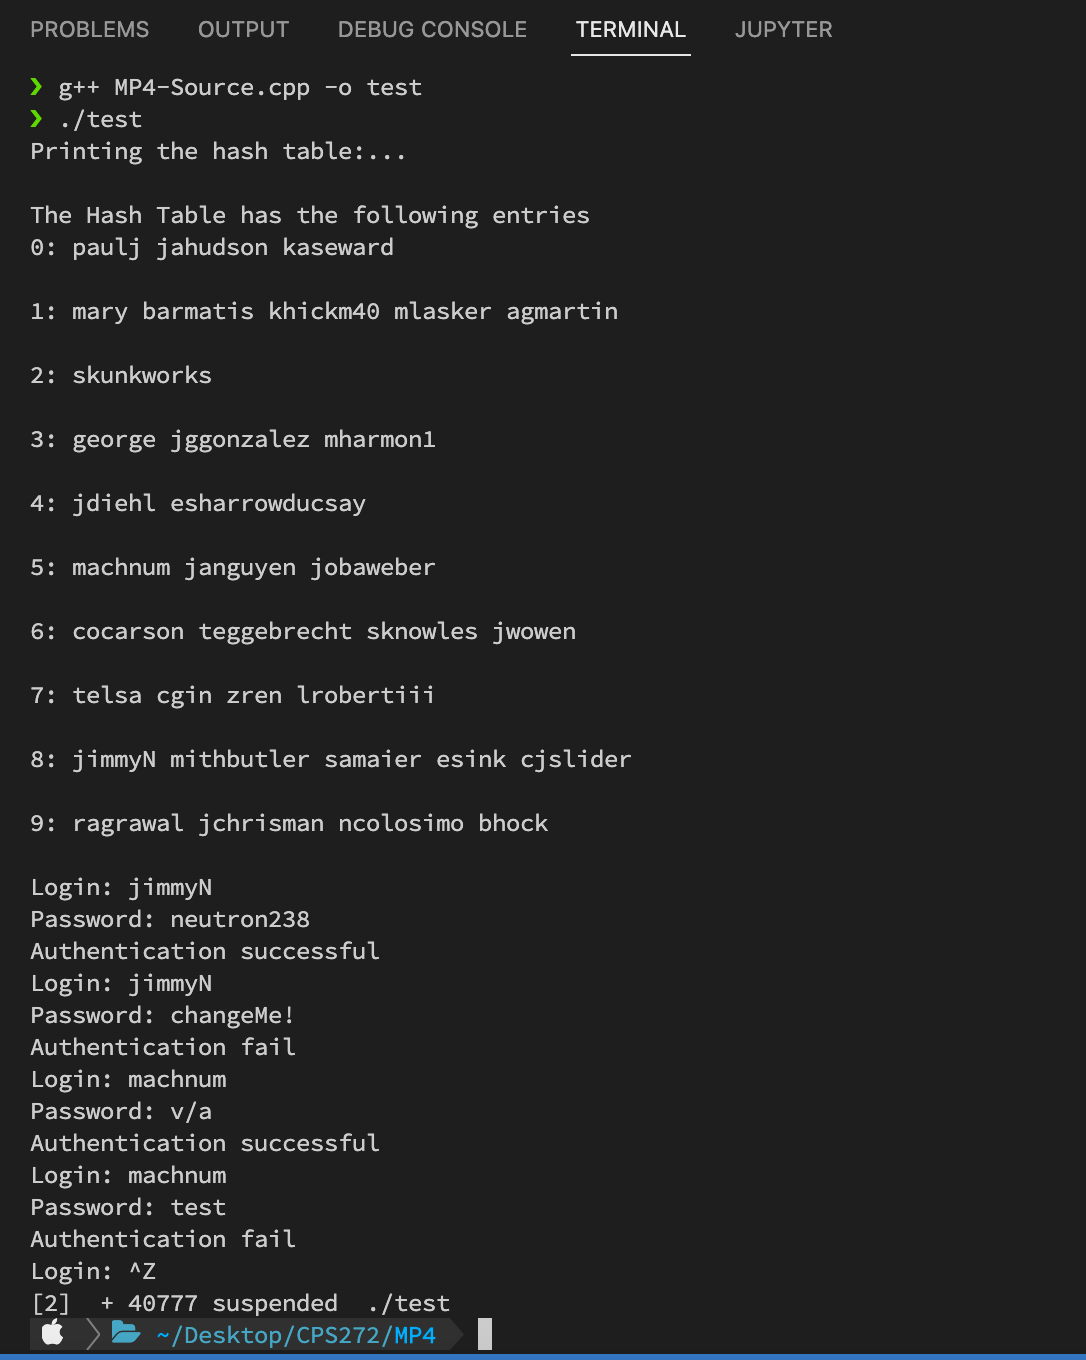 PROBLEMS OUTPUT DEBUG CONSOLE TERMINAL JUPYTER
❯ g++ MP4-Source.cpp -o test
❯ ./test
Printing the hash table:...
The Hash Table has the following entries
0: paulj jahudson kaseward
1: mary barmatis khickm40 mlasker agmartin
2: skunkworks
3: george jggonzalez mharmon1
4: jdiehl esharrowducsay
5: machnum janguyen jobaweber
6: cocarson teggebrecht sknowles jwowen
7: telsa cgin zren lrobertiii
8: jimmyN mithbutler samaier esink cjslider
9: ragrawal jchrisman ncolosimo bhock
Login: jimmyN
Password: neutron238
Authentication successful
Login: jimmyN
Password: changeMe!
Authentication fail
Login: machnum
Password: v/a
Authentication successful
Login: machnum
Password: test
Authentication fail
Login: ^Z
[2]  + 40777 suspended  ./test
~/Desktop/CPS272/MP4